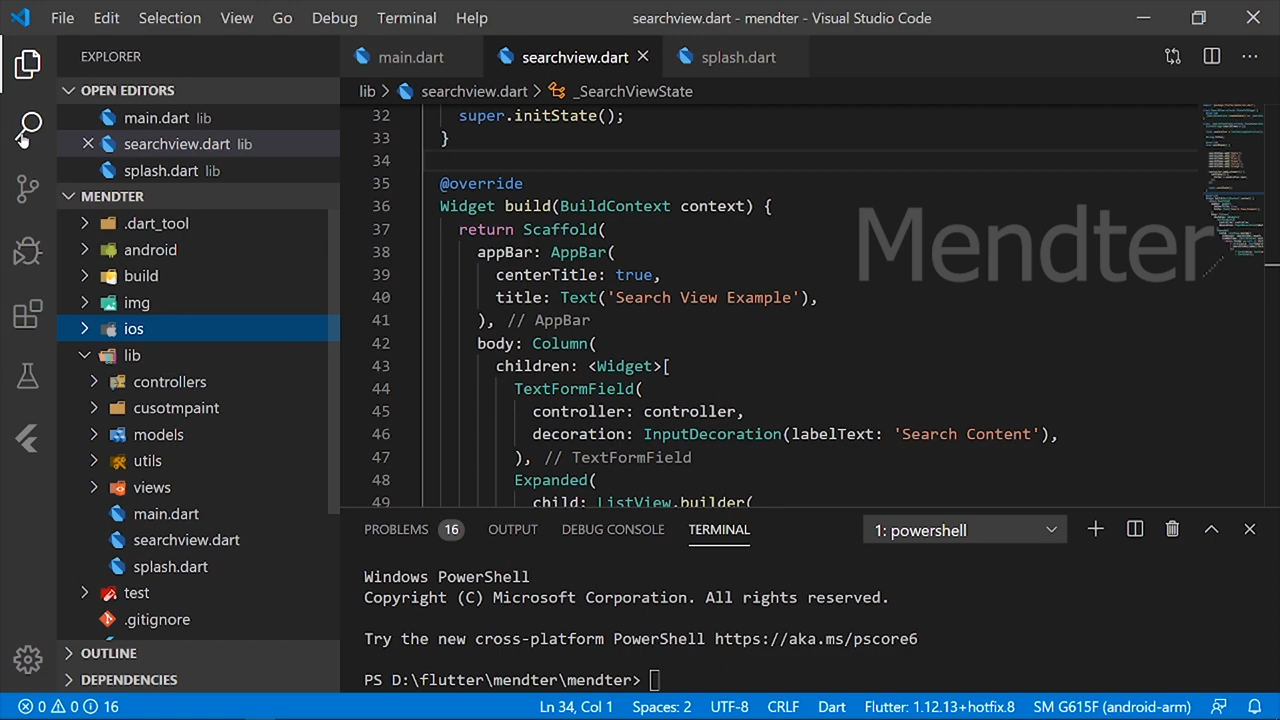 File Edit Selection View Go Debug Terminal Help searchview.dart - mendter - Visual Studio Code
EXPLORER
OPEN EDITORS
main.dart lib
searchview.dart lib
splash.dart lib
MENDTER
.dart_tool
android
build
img
ios
lib
controllers
cusotmpaint
models
utils
views
main.dart
searchview.dart
splash.dart
test
.gitignore
OUTLINE
DEPENDENCIES
main.dart searchview.dart splash.dart
lib > searchview.dart > _SearchViewState
32 super.initState();
33 }
34
35 @override
36 Widget build(BuildContext context) {
37 return Scaffold(
38 appBar: AppBar(
39 centerTitle: true,
40 title: Text('Search View Example'),
41 ), // AppBar
42 body: Column(
43 children: <Widget>[
44 TextFormField(
45 controller: controller,
46 decoration: InputDecoration(labelText: 'Search Content'),
47 ), // TextFormField
48 Expanded(
49 child: ListView.builder(
Mendter
PROBLEMS 16 OUTPUT DEBUG CONSOLE TERMINAL 1: powershell
Windows PowerShell
Copyright (C) Microsoft Corporation. All rights reserved.
Try the new cross-platform PowerShell https://aka.ms/pscore6
PS D:\flutter\mendter\mendter>
0 0 16 Ln 34, Col 1 Spaces: 2 UTF-8 CRLF Dart Flutter: 1.12.13+hotfix.8 SM G615F (android-arm)